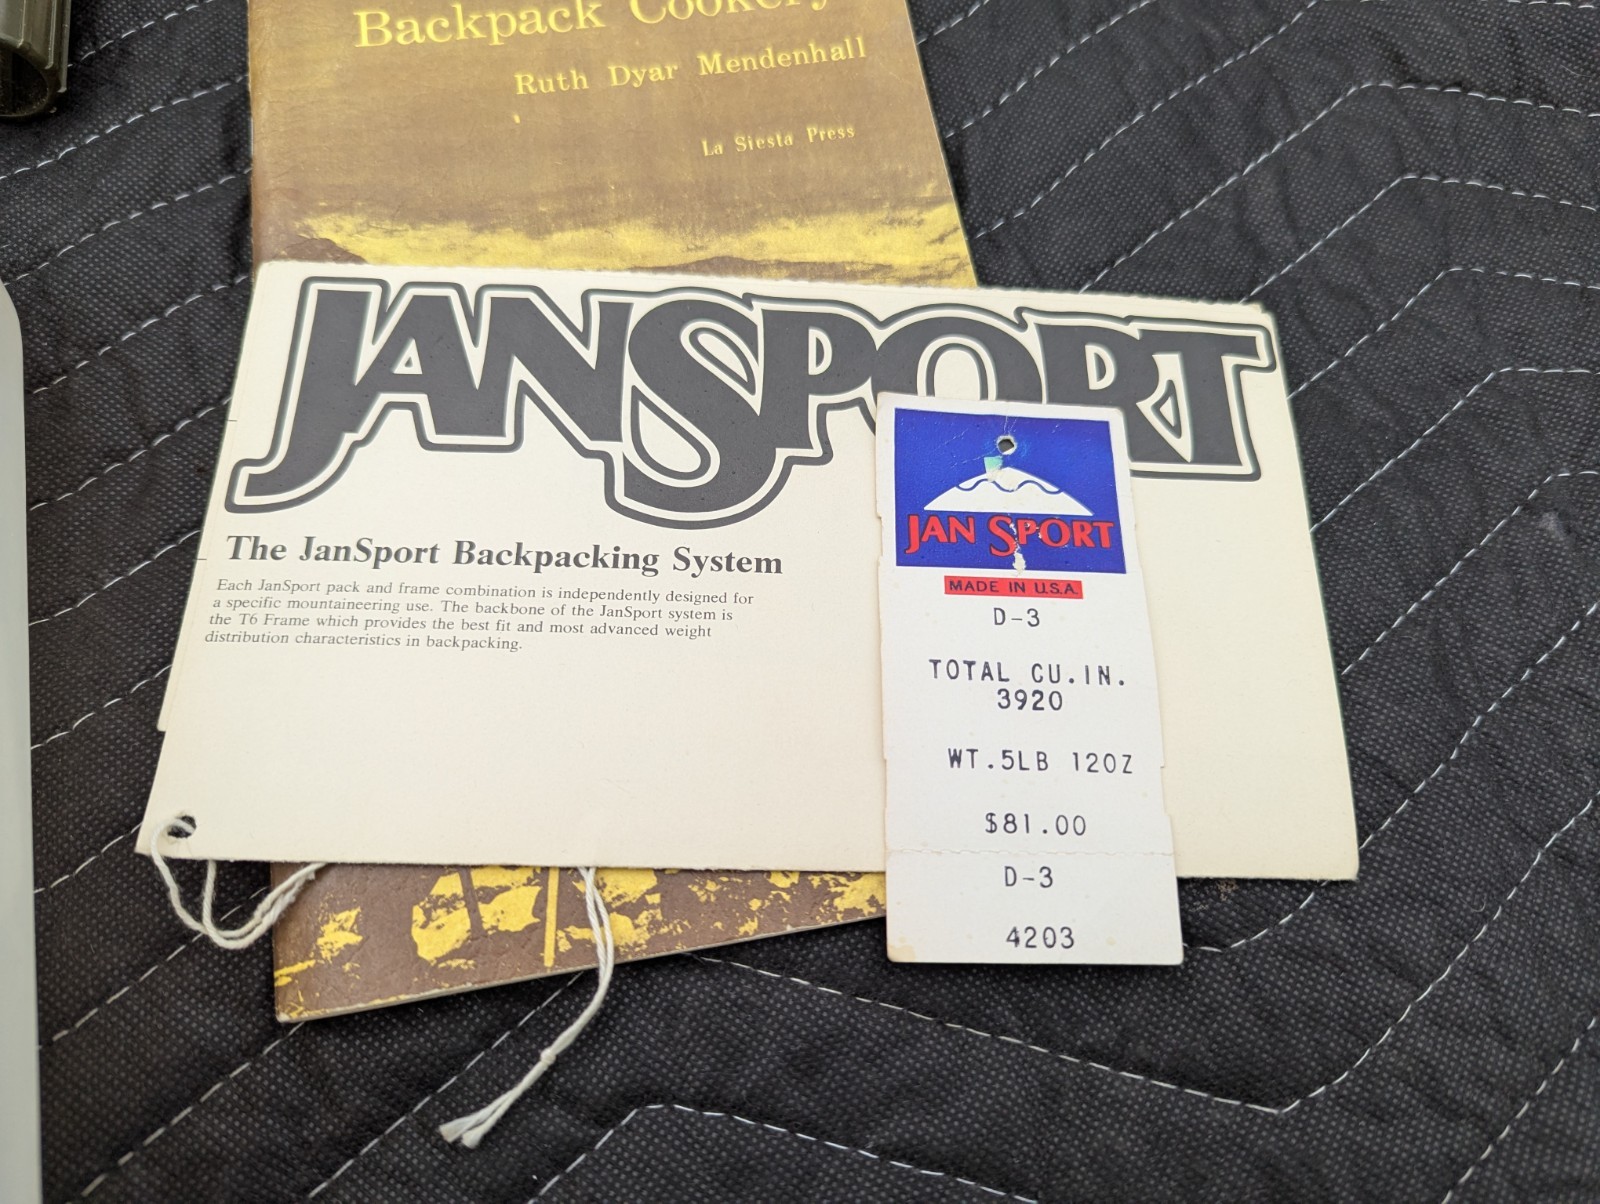 Backpack Cookery
Ruth Dyar Mendenhall
La Siesta Press
JANSPORT
The JanSport Backpacking System
Each JanSport pack and frame combination is independently designed for
a specific mountaineering use. The backbone of the JanSport system is
the T6 Frame which provides the best fit and most advanced weight
distribution characteristics in backpacking.
JAN SPORT
MADE IN U.S.A.
D-3
TOTAL CU.IN.
3920
WT.5LB 12OZ
$81.00
D-3
4203